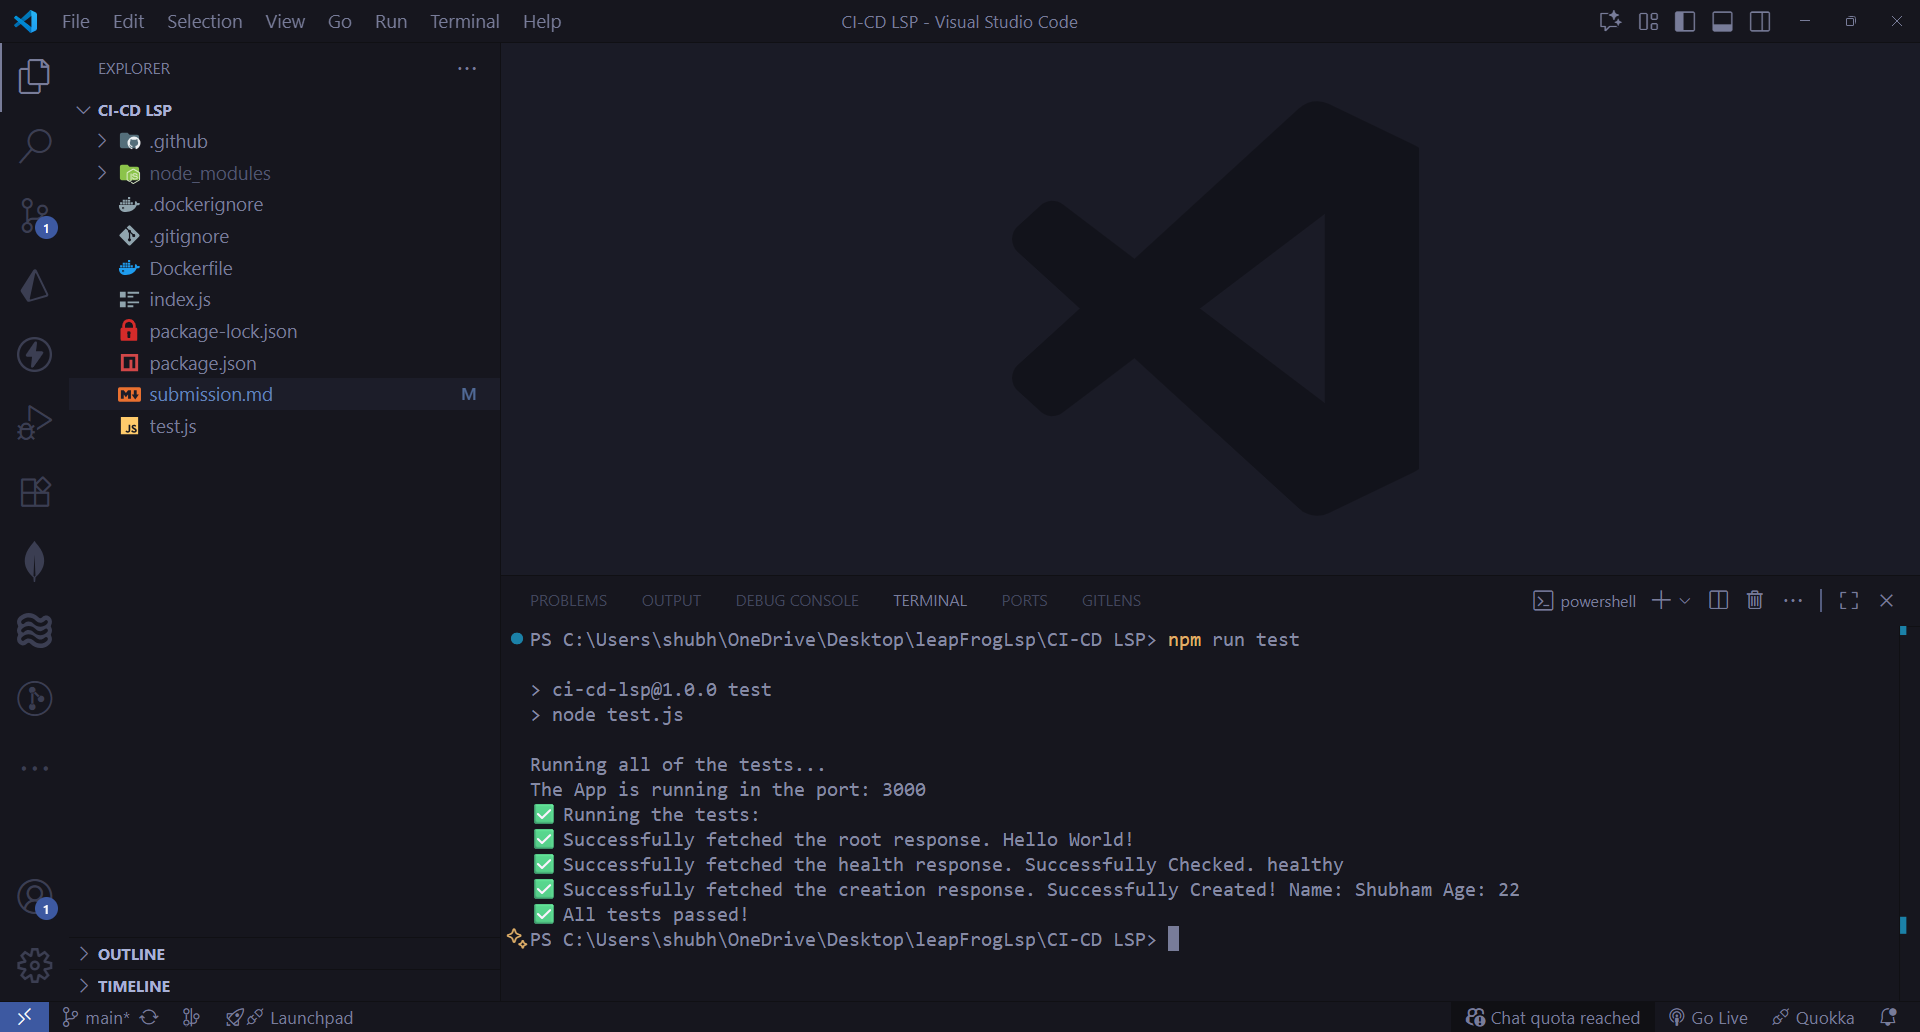 File Edit Selection View Go Run Terminal Help
CI-CD LSP - Visual Studio Code
EXPLORER
CI-CD LSP
.github
node_modules
.dockerignore
.gitignore
Dockerfile
index.js
package-lock.json
package.json
submission.md M
test.js
1
1
OUTLINE
TIMELINE
PROBLEMS OUTPUT DEBUG CONSOLE TERMINAL PORTS GITLENS
powershell
PS C:\Users\shubh\OneDrive\Desktop\leapFrogLsp\CI-CD LSP> npm run test
> ci-cd-lsp@1.0.0 test
> node test.js
Running all of the tests...
The App is running in the port: 3000
✅ Running the tests:
✅ Successfully fetched the root response. Hello World!
✅ Successfully fetched the health response. Successfully Checked. healthy
✅ Successfully fetched the creation response. Successfully Created! Name: Shubham Age: 22
✅ All tests passed!
PS C:\Users\shubh\OneDrive\Desktop\leapFrogLsp\CI-CD LSP>
main* Launchpad
Chat quota reached Go Live Quokka